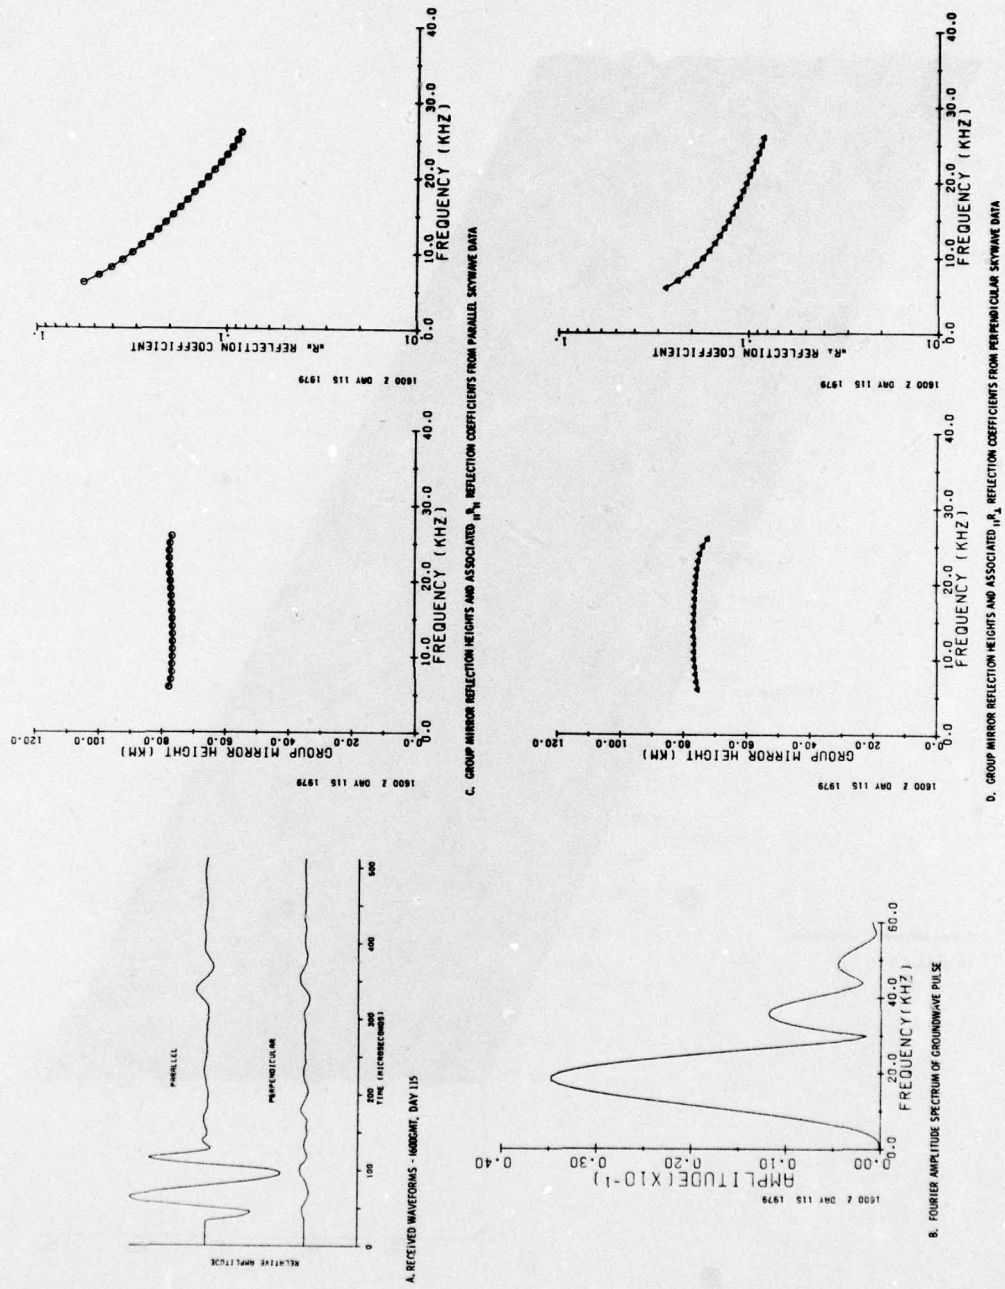 RELATIVE AMPLITUDE
PARALLEL
PERPENDICULAR
0 100 200 300 400 500
TIME (MICROSECONDS)
A. RECEIVED WAVEFORMS - 1600GMT, DAY 115
1600 Z DAY 115 1979
AMPLITUDE(X10-1)
0.40
0.30
0.20
0.10
0.00
0.0 20.0 40.0 60.0
FREQUENCY(KHZ)
B. FOURIER AMPLITUDE SPECTRUM OF GROUNDWAVE PULSE
1600 Z DAY 115 1979
GROUP MIRROR HEIGHT (KM)
120.0
100.0
80.0
60.0
40.0
20.0
0.0
0.0 10.0 20.0 30.0 40.0
FREQUENCY (KHZ)
1600 Z DAY 115 1979
"R" REFLECTION COEFFICIENT
1.
.1
.01
0.0 10.0 20.0 30.0 40.0
FREQUENCY (KHZ)
C. GROUP MIRROR REFLECTION HEIGHTS AND ASSOCIATED ||R|| REFLECTION COEFFICIENTS FROM PARALLEL SKYWAVE DATA
1600 Z DAY 115 1979
GROUP MIRROR HEIGHT (KM)
120.0
100.0
80.0
60.0
40.0
20.0
0.0
0.0 10.0 20.0 30.0 40.0
FREQUENCY (KHZ)
1600 Z DAY 115 1979
"R⊥ REFLECTION COEFFICIENT
1.
.1
.01
0.0 10.0 20.0 30.0 40.0
FREQUENCY (KHZ)
D. GROUP MIRROR REFLECTION HEIGHTS AND ASSOCIATED ||R⊥ REFLECTION COEFFICIENTS FROM PERPENDICULAR SKYWAVE DATA